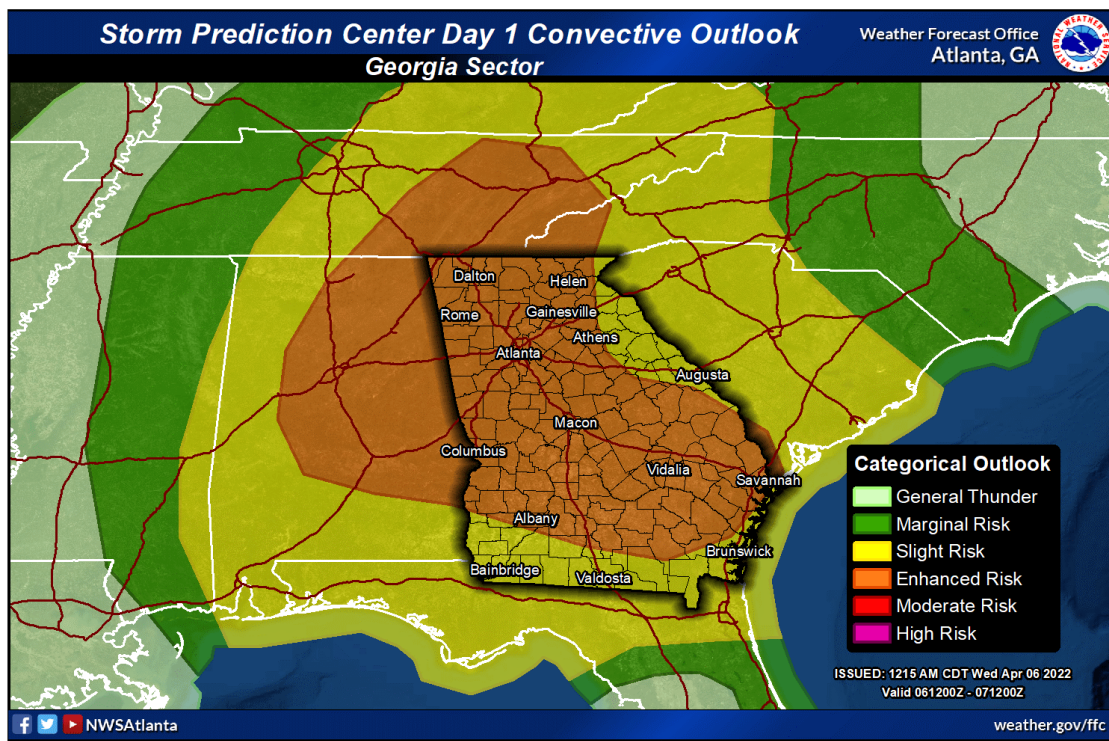 Storm Prediction Center Day 1 Convective Outlook
Georgia Sector
Weather Forecast Office
Atlanta, GA
NATIONAL WEATHER SERVICE
Dalton
Helen
Rome
Gainesville
Athens
Atlanta
Augusta
Macon
Columbus
Vidalia
Savannah
Albany
Brunswick
Bainbridge
Valdosta
Categorical Outlook
General Thunder
Marginal Risk
Slight Risk
Enhanced Risk
Moderate Risk
High Risk
ISSUED: 1215 AM CDT Wed Apr 06 2022
Valid 061200Z - 071200Z
NWSAtlanta
weather.gov/ffc